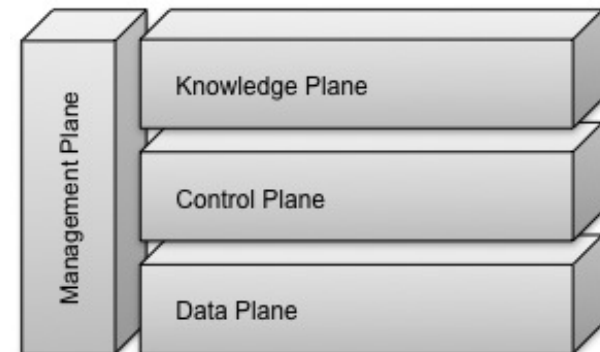 Management Plane
Knowledge Plane
Control Plane
Data Plane